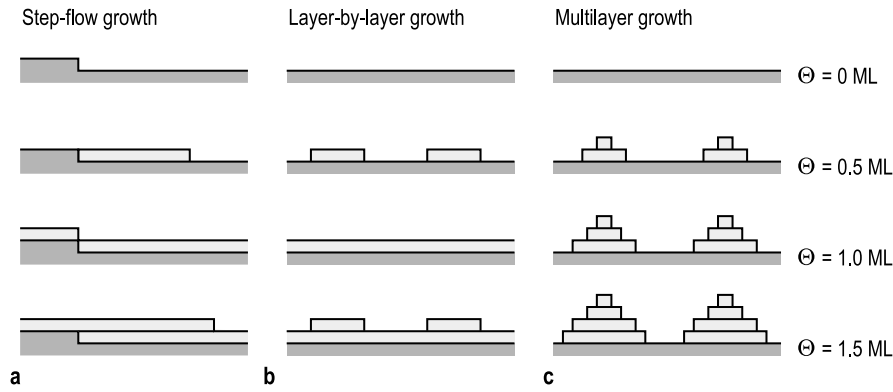 Step-flow growth
Layer-by-layer growth
Multilayer growth
Θ = 0 ML
Θ = 0.5 ML
Θ = 1.0 ML
Θ = 1.5 ML
a
b
c